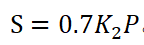 S = 0.7K₂P